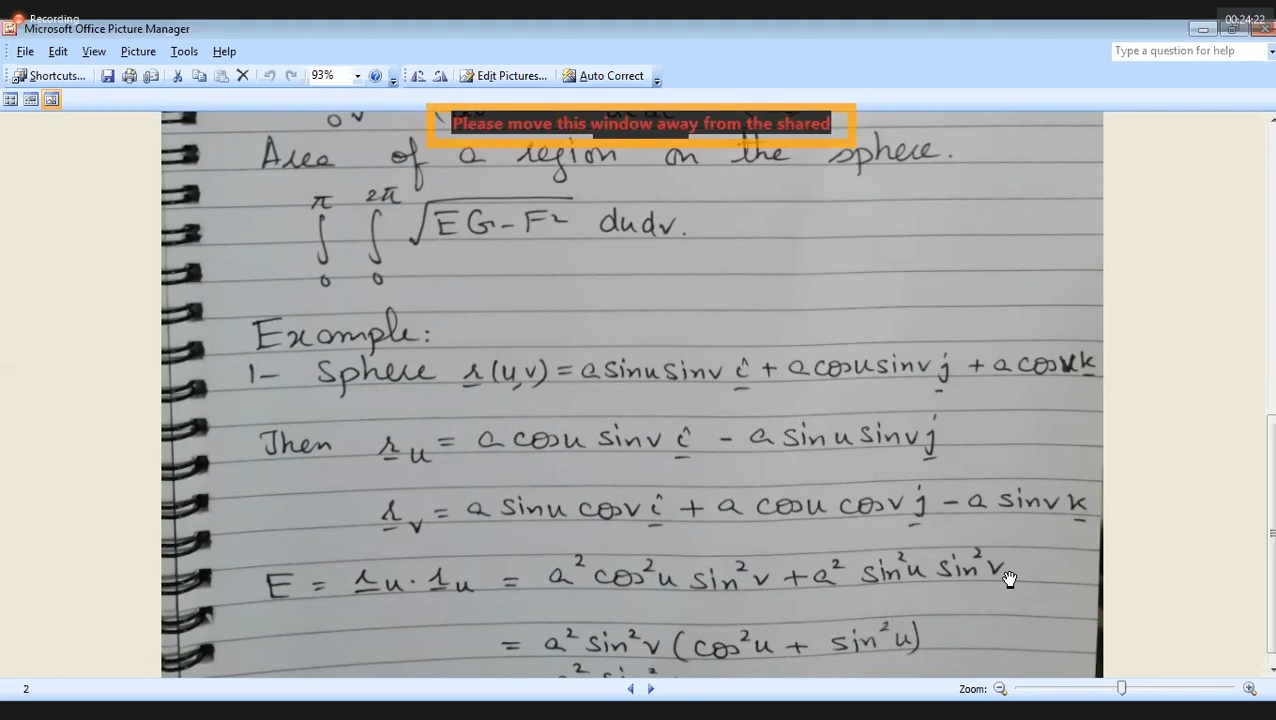 Recording
00:24:22
Microsoft Office Picture Manager
File Edit View Picture Tools Help
Type a question for help
Shortcuts... 93% Edit Pictures... Auto Correct
Please move this window away from the shared
Area of a region on the sphere.
∫₀^π ∫₀^2π √EG-F² dudv.
Example:
1- Sphere r(u,v) = a sinu sinv î + a cosu sinv j + a cosv k
Then r_u = a cosu sinv î - a sinu sinv j
r_v = a sinu cosv i + a cosu cosv j - a sinv k
E = r_u . r_u = a² cos²u sin²v + a² sin²u sin²v
= a² sin²v (cos²u + sin²u)
2
Zoom: